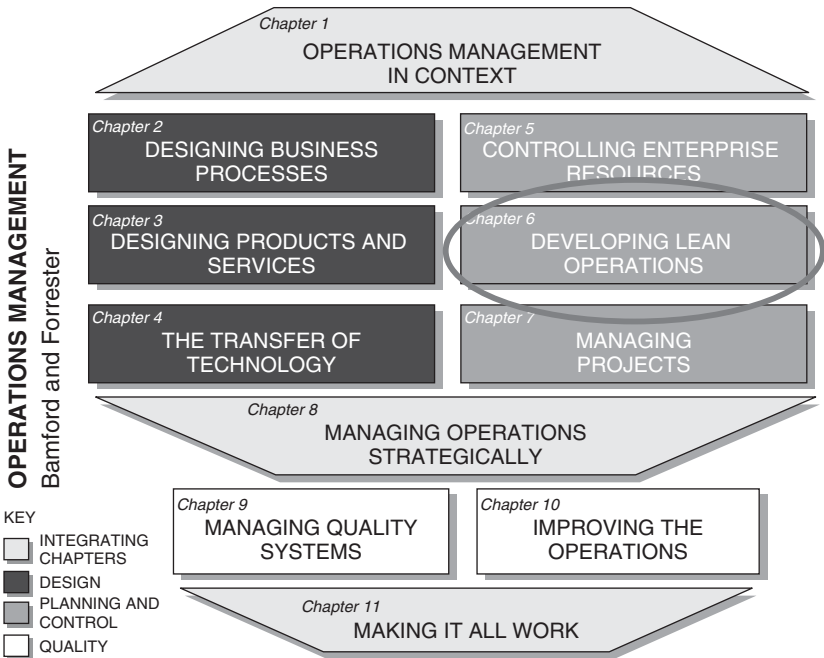 OPERATIONS MANAGEMENT
Bamford and Forrester
Chapter 1
OPERATIONS MANAGEMENT
IN CONTEXT
Chapter 2
DESIGNING BUSINESS
PROCESSES
Chapter 5
CONTROLLING ENTERPRISE
RESOURCES
Chapter 3
DESIGNING PRODUCTS AND
SERVICES
Chapter 6
DEVELOPING LEAN
OPERATIONS
Chapter 4
THE TRANSFER OF
TECHNOLOGY
Chapter 7
MANAGING
PROJECTS
Chapter 8
MANAGING OPERATIONS
STRATEGICALLY
Chapter 9
MANAGING QUALITY
SYSTEMS
Chapter 10
IMPROVING THE
OPERATIONS
Chapter 11
MAKING IT ALL WORK
KEY
INTEGRATING
CHAPTERS
DESIGN
PLANNING AND
CONTROL
QUALITY